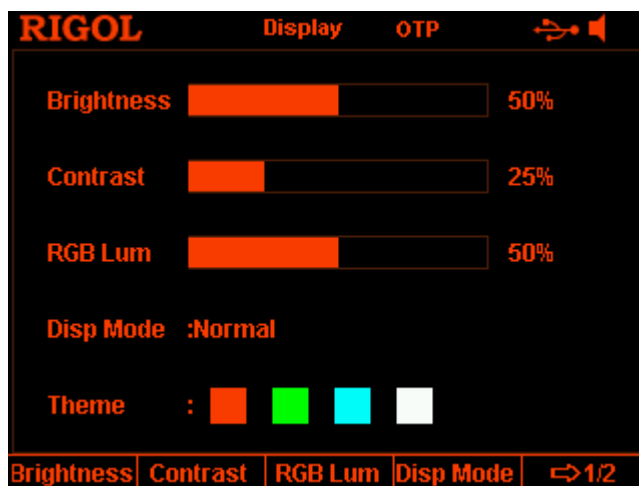 RIGOL Display OTP
Brightness 50%
Contrast 25%
RGB Lum 50%
Disp Mode :Normal
Theme :
Brightness Contrast RGB Lum Disp Mode 1/2